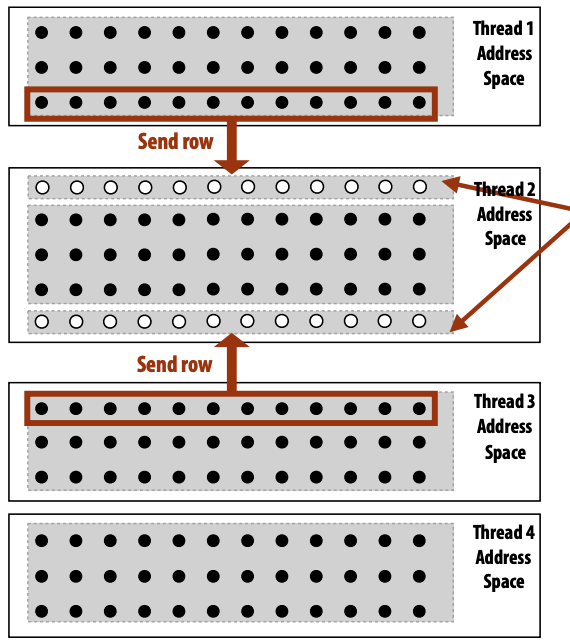 Thread 1
Address
Space
Send row
Thread 2
Address
Space
Send row
Thread 3
Address
Space
Thread 4
Address
Space